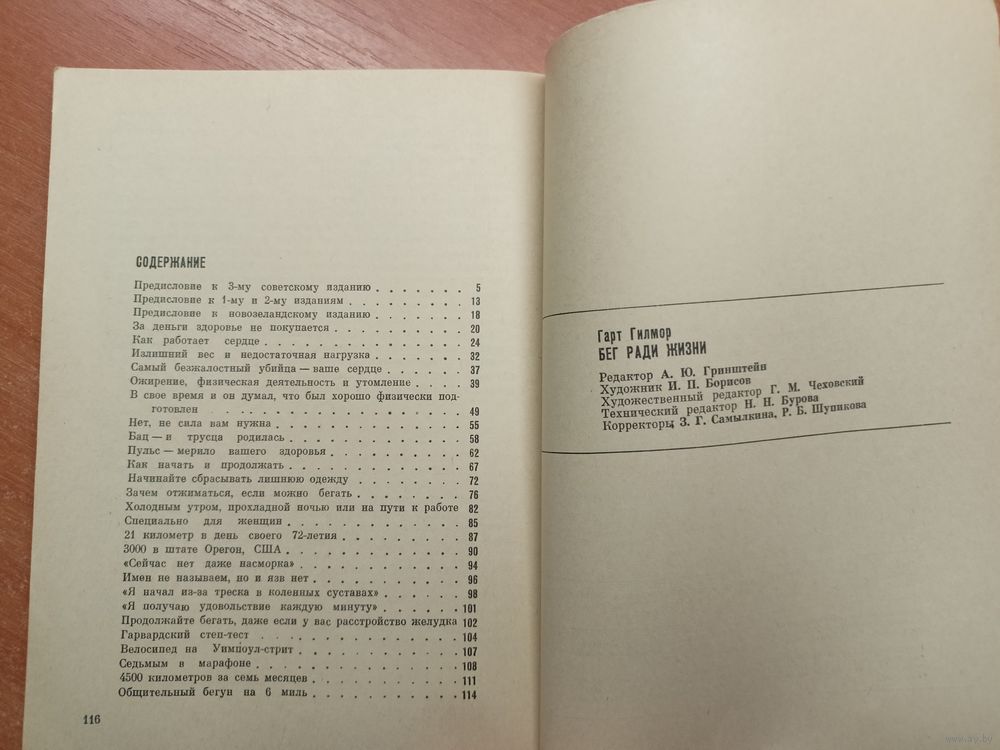 СОДЕРЖАНИЕ
Предисловие к 3-му советскому изданию . . . . . . . 5
Предисловие к 1-му и 2-му изданиям . . . . . . . . 13
Предисловие к новозеландскому изданию . . . . . . . 18
За деньги здоровье не покупается . . . . . . . . . 20
Как работает сердце . . . . . . . . . . . . 24
Излишний вес и недостаточная нагрузка . . . . . . . 32
Самый безжалостный убийца — ваше сердце . . . . . . 37
Ожирение, физическая деятельность и утомление . . . . 39
В свое время и он думал, что был хорошо физически под-
готовлен . . . . . . . . . . . . . . . 49
Нет, не сила вам нужна . . . . . . . . . . . 55
Бац — и трусца родилась . . . . . . . . . . . 58
Пульс — мерило вашего здоровья . . . . . . . . . 62
Как начать и продолжать . . . . . . . . . . . 67
Начинайте сбрасывать лишнюю одежду . . . . . . . 72
Зачем отжиматься, если можно бегать . . . . . . . . 76
Холодным утром, прохладной ночью или на пути к работе 82
Специально для женщин . . . . . . . . . . . 85
21 километр в день своего 72-летия . . . . . . . . . 87
3000 в штате Орегон, США . . . . . . . . . . . 90
«Сейчас нет даже насморка» . . . . . . . . . . . 94
Имен не называем, но и язв нет . . . . . . . . . . 96
«Я начал из-за треска в коленных суставах» . . . . . . 98
«Я получаю удовольствие каждую минуту» . . . . . . 101
Продолжайте бегать, даже если у вас расстройство желудка 102
Гарвардский степ-тест . . . . . . . . . . . . 104
Велосипед на Уимпоул-стрит . . . . . . . . . . . 107
Седьмым в марафоне . . . . . . . . . . . . . 108
4500 километров за семь месяцев . . . . . . . . . . 111
Общительный бегун на 6 миль . . . . . . . . . . 114
116
Гарт Гилмор
БЕГ РАДИ ЖИЗНИ
Редактор А. Ю. Гринштейн
Художник И. П. Борисов
Художественный редактор Г. М. Чеховский
Технический редактор Н. Н. Бурова
Корректоры З. Г. Самылкина, Р. Б. Шупикова
www.ay.by